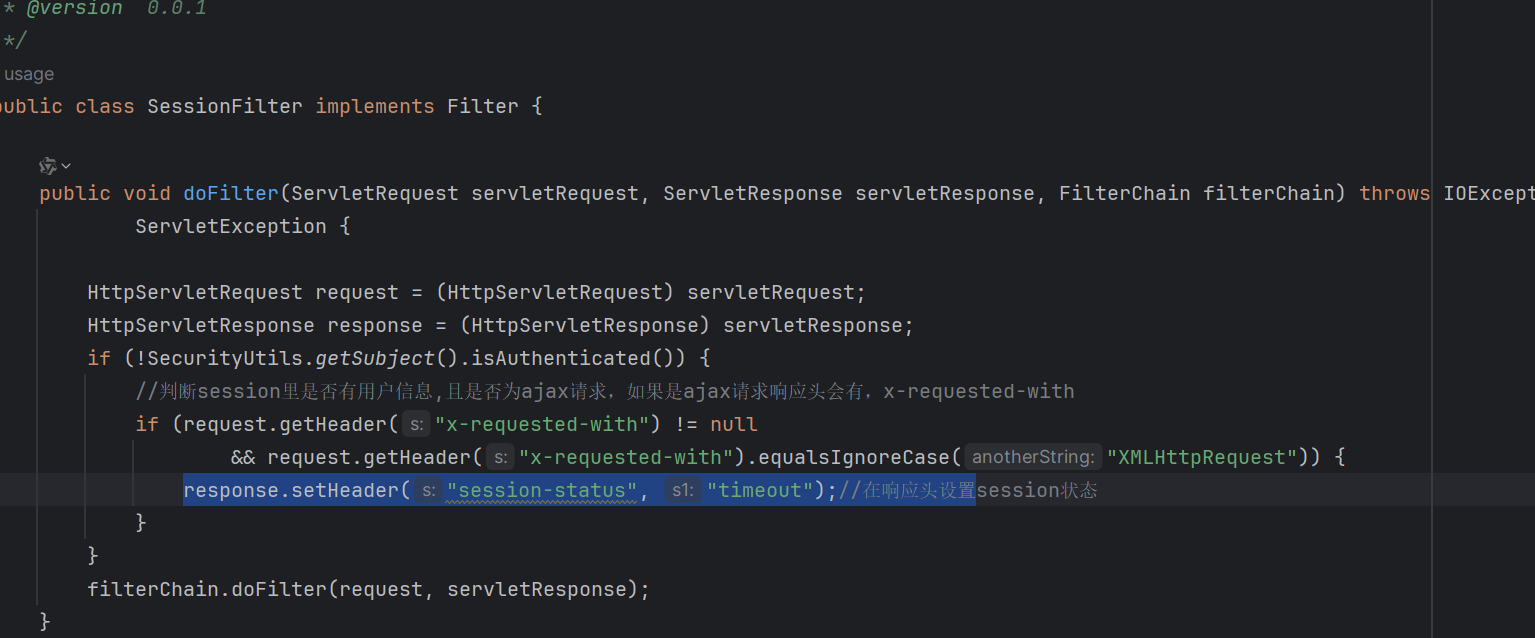 * @version  0.0.1
*/
usage
public class SessionFilter implements Filter {
public void doFilter(ServletRequest servletRequest, ServletResponse servletResponse, FilterChain filterChain) throws IOExcept
ServletException {
HttpServletRequest request = (HttpServletRequest) servletRequest;
HttpServletResponse response = (HttpServletResponse) servletResponse;
if (!SecurityUtils.getSubject().isAuthenticated()) {
//判断session里是否有用户信息,且是否为ajax请求，如果是ajax请求响应头会有，x-requested-with
if (request.getHeader( s: "x-requested-with") != null
&& request.getHeader( s: "x-requested-with").equalsIgnoreCase( anotherString: "XMLHttpRequest")) {
response.setHeader( s: "session-status", s1: "timeout");//在响应头设置session状态
}
}
filterChain.doFilter(request, servletResponse);
}